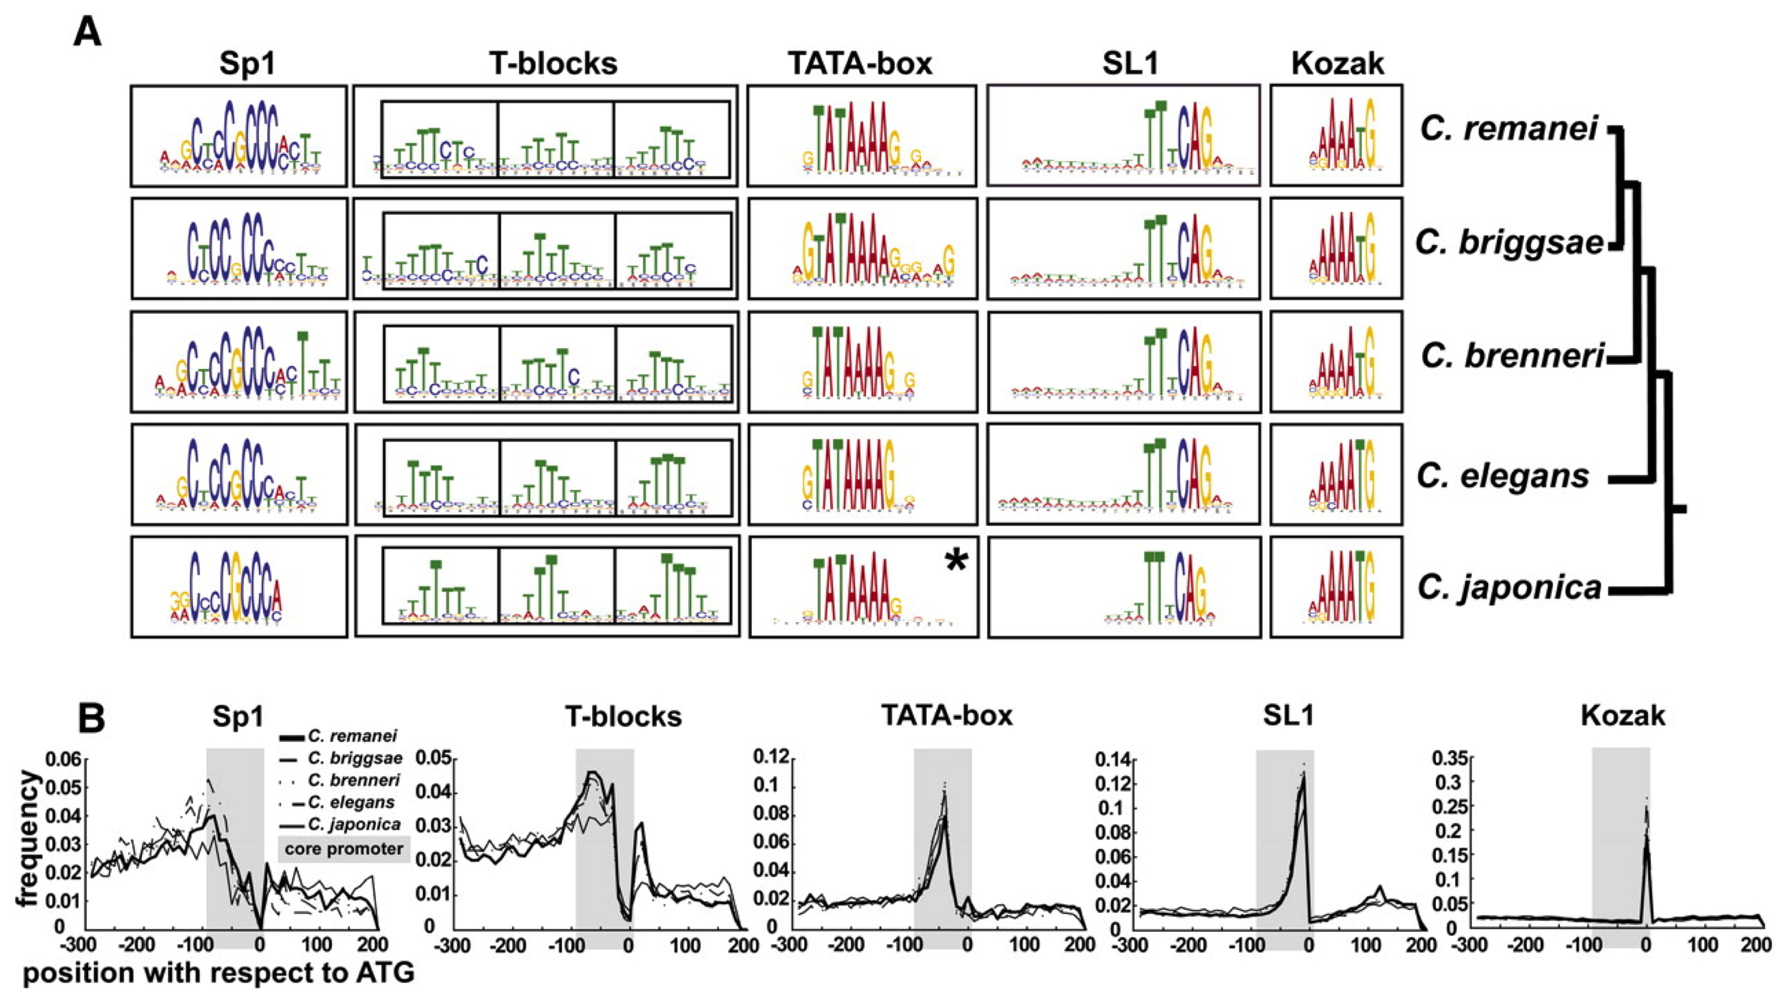 A
Sp1 T-blocks TATA-box SL1 Kozak
C. remanei
C. briggsae
C. brenneri
C. elegans
*
C. japonica
B
Sp1 T-blocks TATA-box SL1 Kozak
C. remanei
C. briggsae
C. brenneri
C. elegans
C. japonica
core promoter
frequency
0.06
0.05
0.04
0.03
0.02
0.01
0
-300 -200 -100 0 100 200
0.05
0.04
0.03
0.02
0.01
0
-300 -200 -100 0 100 200
0.12
0.1
0.08
0.06
0.04
0.02
0
-300 -200 -100 0 100 200
0.14
0.12
0.1
0.08
0.06
0.04
0.02
0
-300 -200 -100 0 100 200
0.35
0.3
0.25
0.2
0.15
0.1
0.05
0
-300 -200 -100 0 100 200
position with respect to ATG